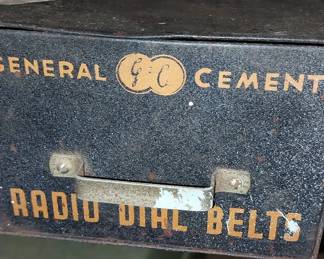 GENERAL GC CEMENT
RADIO DIAL BELTS